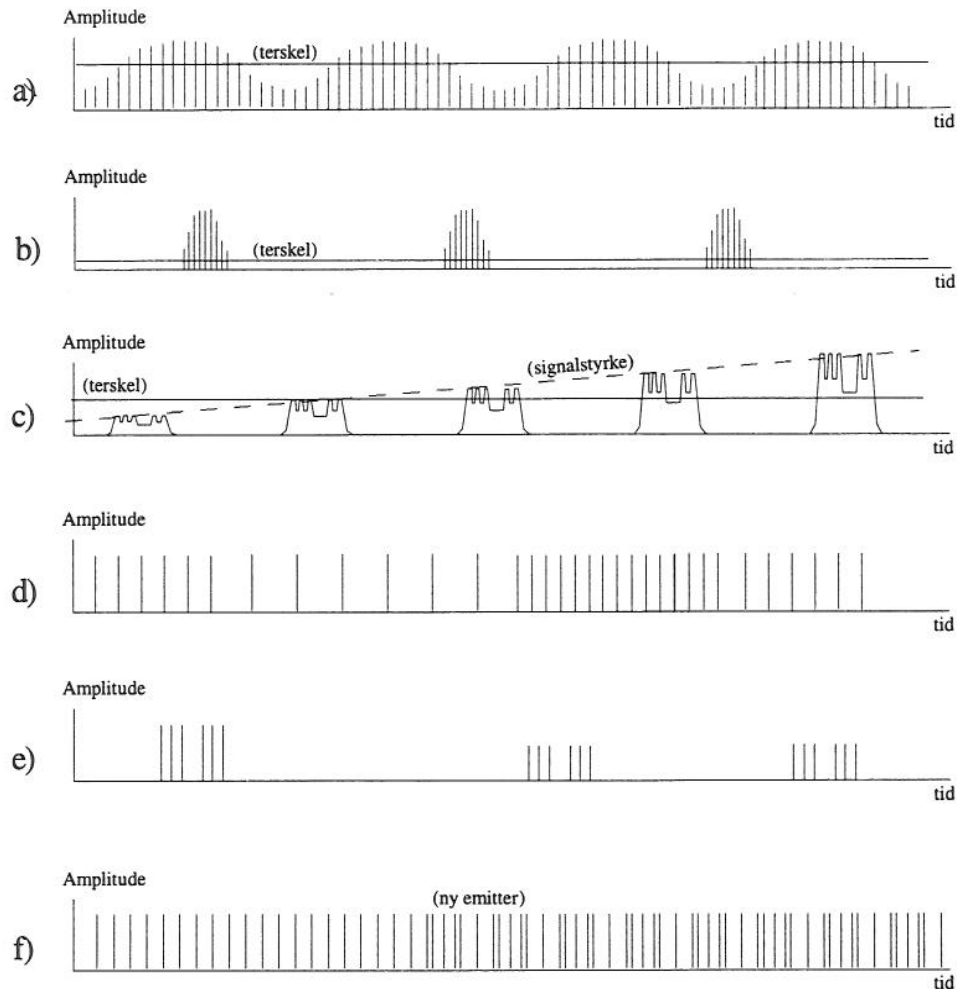 Amplitude
(terskel)
a)
tid
Amplitude
b)
(terskel)
tid
Amplitude
(signalstyrke)
(terskel)
c)
tid
Amplitude
d)
tid
Amplitude
e)
tid
Amplitude
(ny emitter)
f)
tid